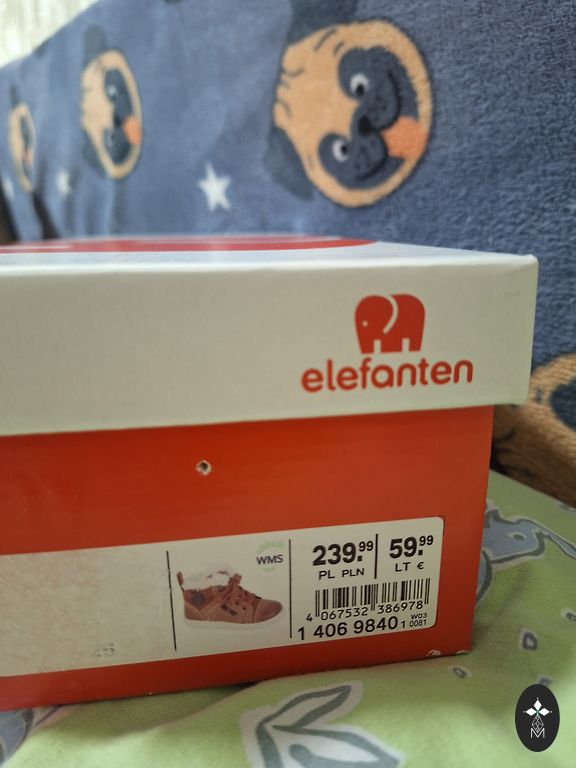 elefanten
WMS
239.99
PL PLN
59.99
LT €
4 067532 386978
1 406 9840 1
W03
0081
M